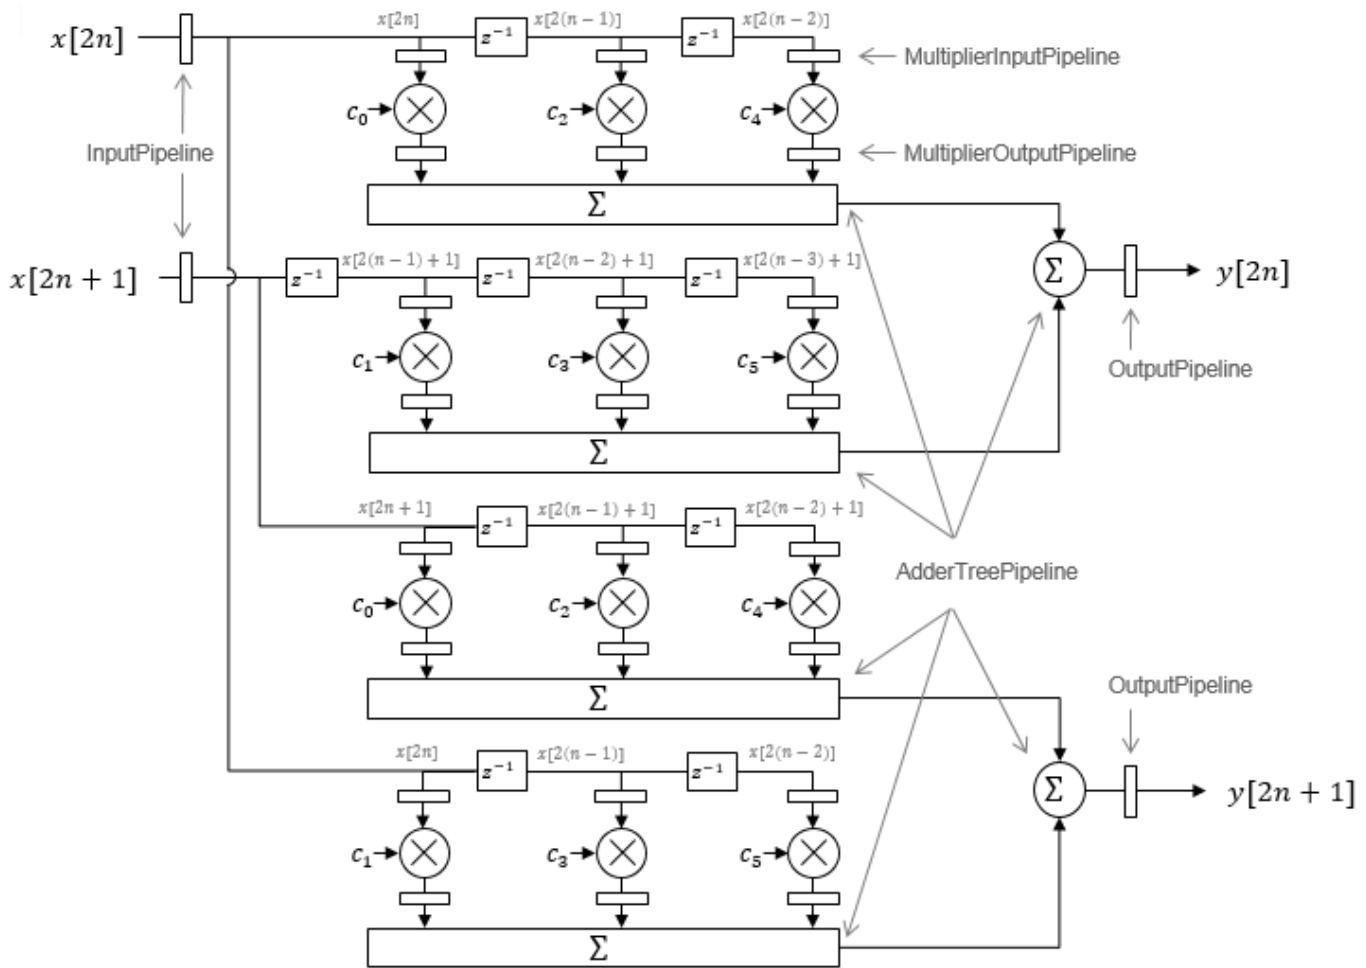 x[2n] z⁻¹ x[2(n − 1)] z⁻¹ x[2(n − 2)]
x[2n]
MultiplierInputPipeline
c₀ c₂ c₄
InputPipeline
MultiplierOutputPipeline
Σ
x[2(n − 1) + 1] x[2(n − 2) + 1] x[2(n − 3) + 1]
x[2n + 1] z⁻¹ z⁻¹ z⁻¹
Σ y[2n]
c₁ c₃ c₅
OutputPipeline
Σ
x[2n + 1] z⁻¹ x[2(n − 1) + 1] z⁻¹ x[2(n − 2) + 1]
AdderTreePipeline
c₀ c₂ c₄
Σ
OutputPipeline
x[2n] z⁻¹ x[2(n − 1)] z⁻¹ x[2(n − 2)]
Σ y[2n + 1]
c₁ c₃ c₅
Σ